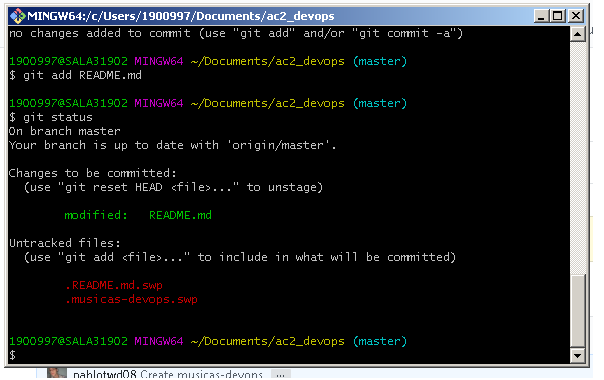 MINGW64:/c/Users/1900997/Documents/ac2_devops
no changes added to commit (use "git add" and/or "git commit -a")
1900997@SALA31902 MINGW64 ~/Documents/ac2_devops (master)
$ git add README.md
1900997@SALA31902 MINGW64 ~/Documents/ac2_devops (master)
$ git status
On branch master
Your branch is up to date with 'origin/master'.
Changes to be committed:
(use "git reset HEAD <file>..." to unstage)
modified: README.md
Untracked files:
(use "git add <file>..." to include in what will be committed)
.README.md.swp
.musicas-devops.swp
1900997@SALA31902 MINGW64 ~/Documents/ac2_devops (master)
$
pablotwd08 Create musicas-devops ...